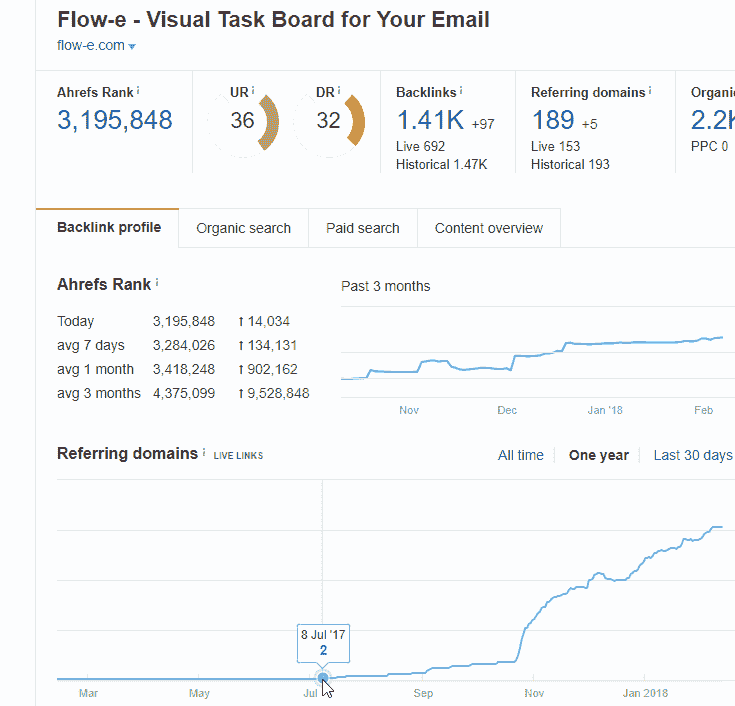 Flow-e - Visual Task Board for Your Email
flow-e.com
Ahrefs Rank i UR i DR i Backlinks i Referring domains i Organi
3,195,848 36 32 1.41K +97 189 +5 2.2K
Live 692 Live 153 PPC 0
Historical 1.47K Historical 193
Backlink profile Organic search Paid search Content overview
Ahrefs Rank i Past 3 months
Today 3,195,848 ↑ 14,034
avg 7 days 3,284,026 ↑ 134,131
avg 1 month 3,418,248 ↑ 902,162
avg 3 months 4,375,099 ↑ 9,528,848
Nov Dec Jan '18 Feb
Referring domains i LIVE LINKS All time One year Last 30 days
8 Jul '17
2
Mar May Jul Sep Nov Jan 2018